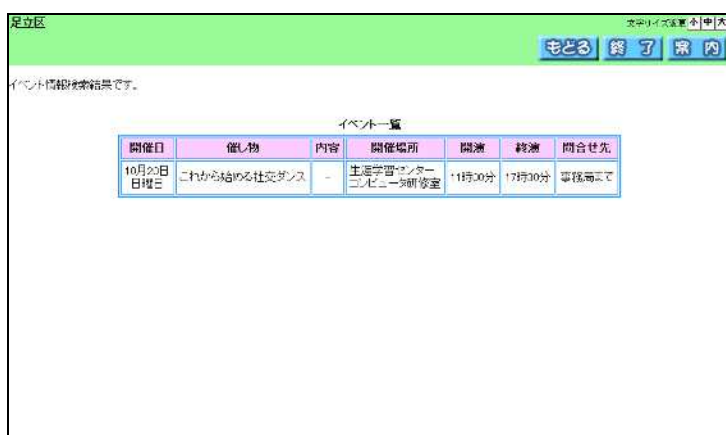 足立区
文字サイズ変更 小 中 大
もどる 終了 案内
イベント情報検索結果です。
イベント一覧
開催日 催し物 内容 開催場所 開演 終演 問合せ先
10月20日 日曜日 これから始める社交ダンス - 生涯学習センター コンピュータ研修室 11時00分 17時30分 事務局まで